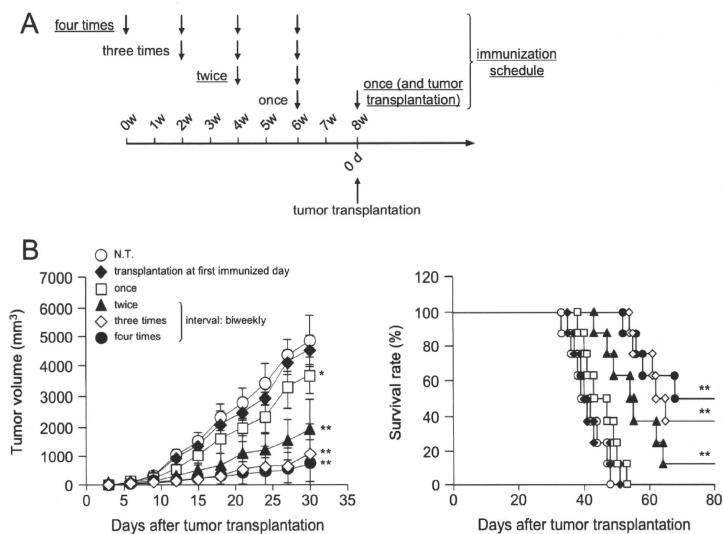 A
four times
three times
twice
once
once (and tumor
transplantation)
immunization
schedule
0w 1w 2w 3w 4w 5w 6w 7w 8w
0 d
tumor transplantation
B
N.T.
transplantation at first immunized day
once
twice
three times
four times
interval: biweekly
Tumor volume (mm³)
7000
6000
5000
4000
3000
2000
1000
0
*
**
**
**
0 5 10 15 20 25 30 35
Days after tumor transplantation
Survival rate (%)
120
100
80
60
40
20
0
**
**
**
0 20 40 60 80
Days after tumor transplantation